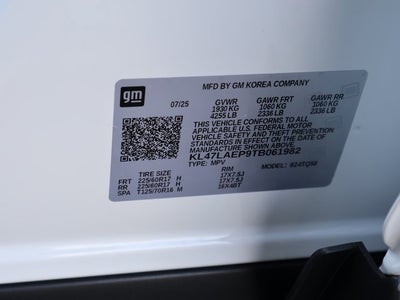 gm
MFD BY GM KOREA COMPANY
07/25 GVWR GAWR FRT GAWR RR
1930 KG 1060 KG 1060 KG
4255 LB 2336 LB 2336 LB
THIS VEHICLE CONFORMS TO ALL
APPLICABLE U.S. FEDERAL MOTOR
VEHICLE SAFETY AND THEFT PREVENTION
STANDARDS IN EFFECT ON THE DATE OF
MANUFACTURE SHOWN ABOVE.
KL47LAEP9TB061982
TYPE: MPV
TIRE SIZE RIM
FRT 225/60R17 H 17X7.5J
RR 225/60R17 H 17X7.5J
SPA T125/70R16 M 16X4BT